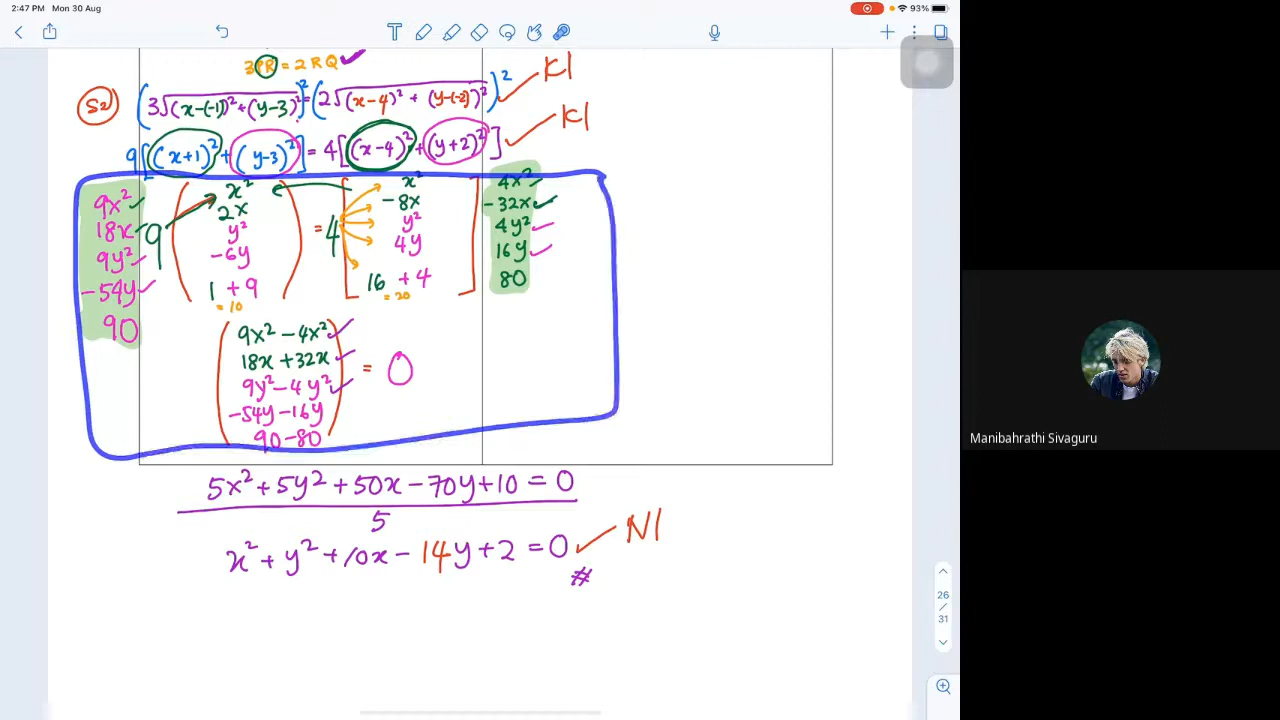 2:47 PM Mon 30 Aug
93%
T
3PR = 2RQ ✓
S2
(3√(x-(-1))²+(y-3)²)² = (2√(x-4)²+(y-(-2))²)² ✓ K1
9[(x+1)²+(y-3)²] = 4[(x-4)²+(y+2)²] ✓ K1
9x² ✓
18x ✓
9y² ✓
-54y ✓
90
9
x²
2x
y²
-6y
1 + 9
= 10
= 4
x²
-8x
y²
4y
16 + 4
= 20
4x² ✓
-32x ✓
4y² ✓
16y ✓
80
9x² - 4x² ✓
18x + 32x ✓
9y² - 4y² ✓
-54y - 16y
90 - 80
= 0
5x² + 5y² + 50x - 70y + 10 = 0
5
x² + y² + 10x - 14y + 2 = 0 ✓ N1
#
26
/
31
Manibahrathi Sivaguru